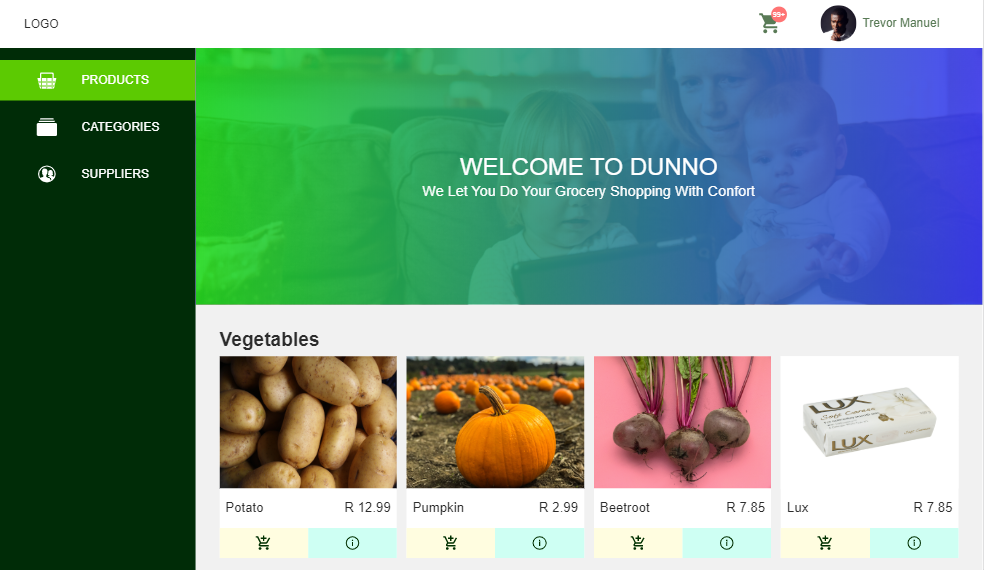 LOGO
99+
Trevor Manuel
PRODUCTS
CATEGORIES
SUPPLIERS
WELCOME TO DUNNO
We Let You Do Your Grocery Shopping With Confort
Vegetables
LUX
LUX
Potato R 12.99
Pumpkin R 2.99
Beetroot R 7.85
Lux R 7.85